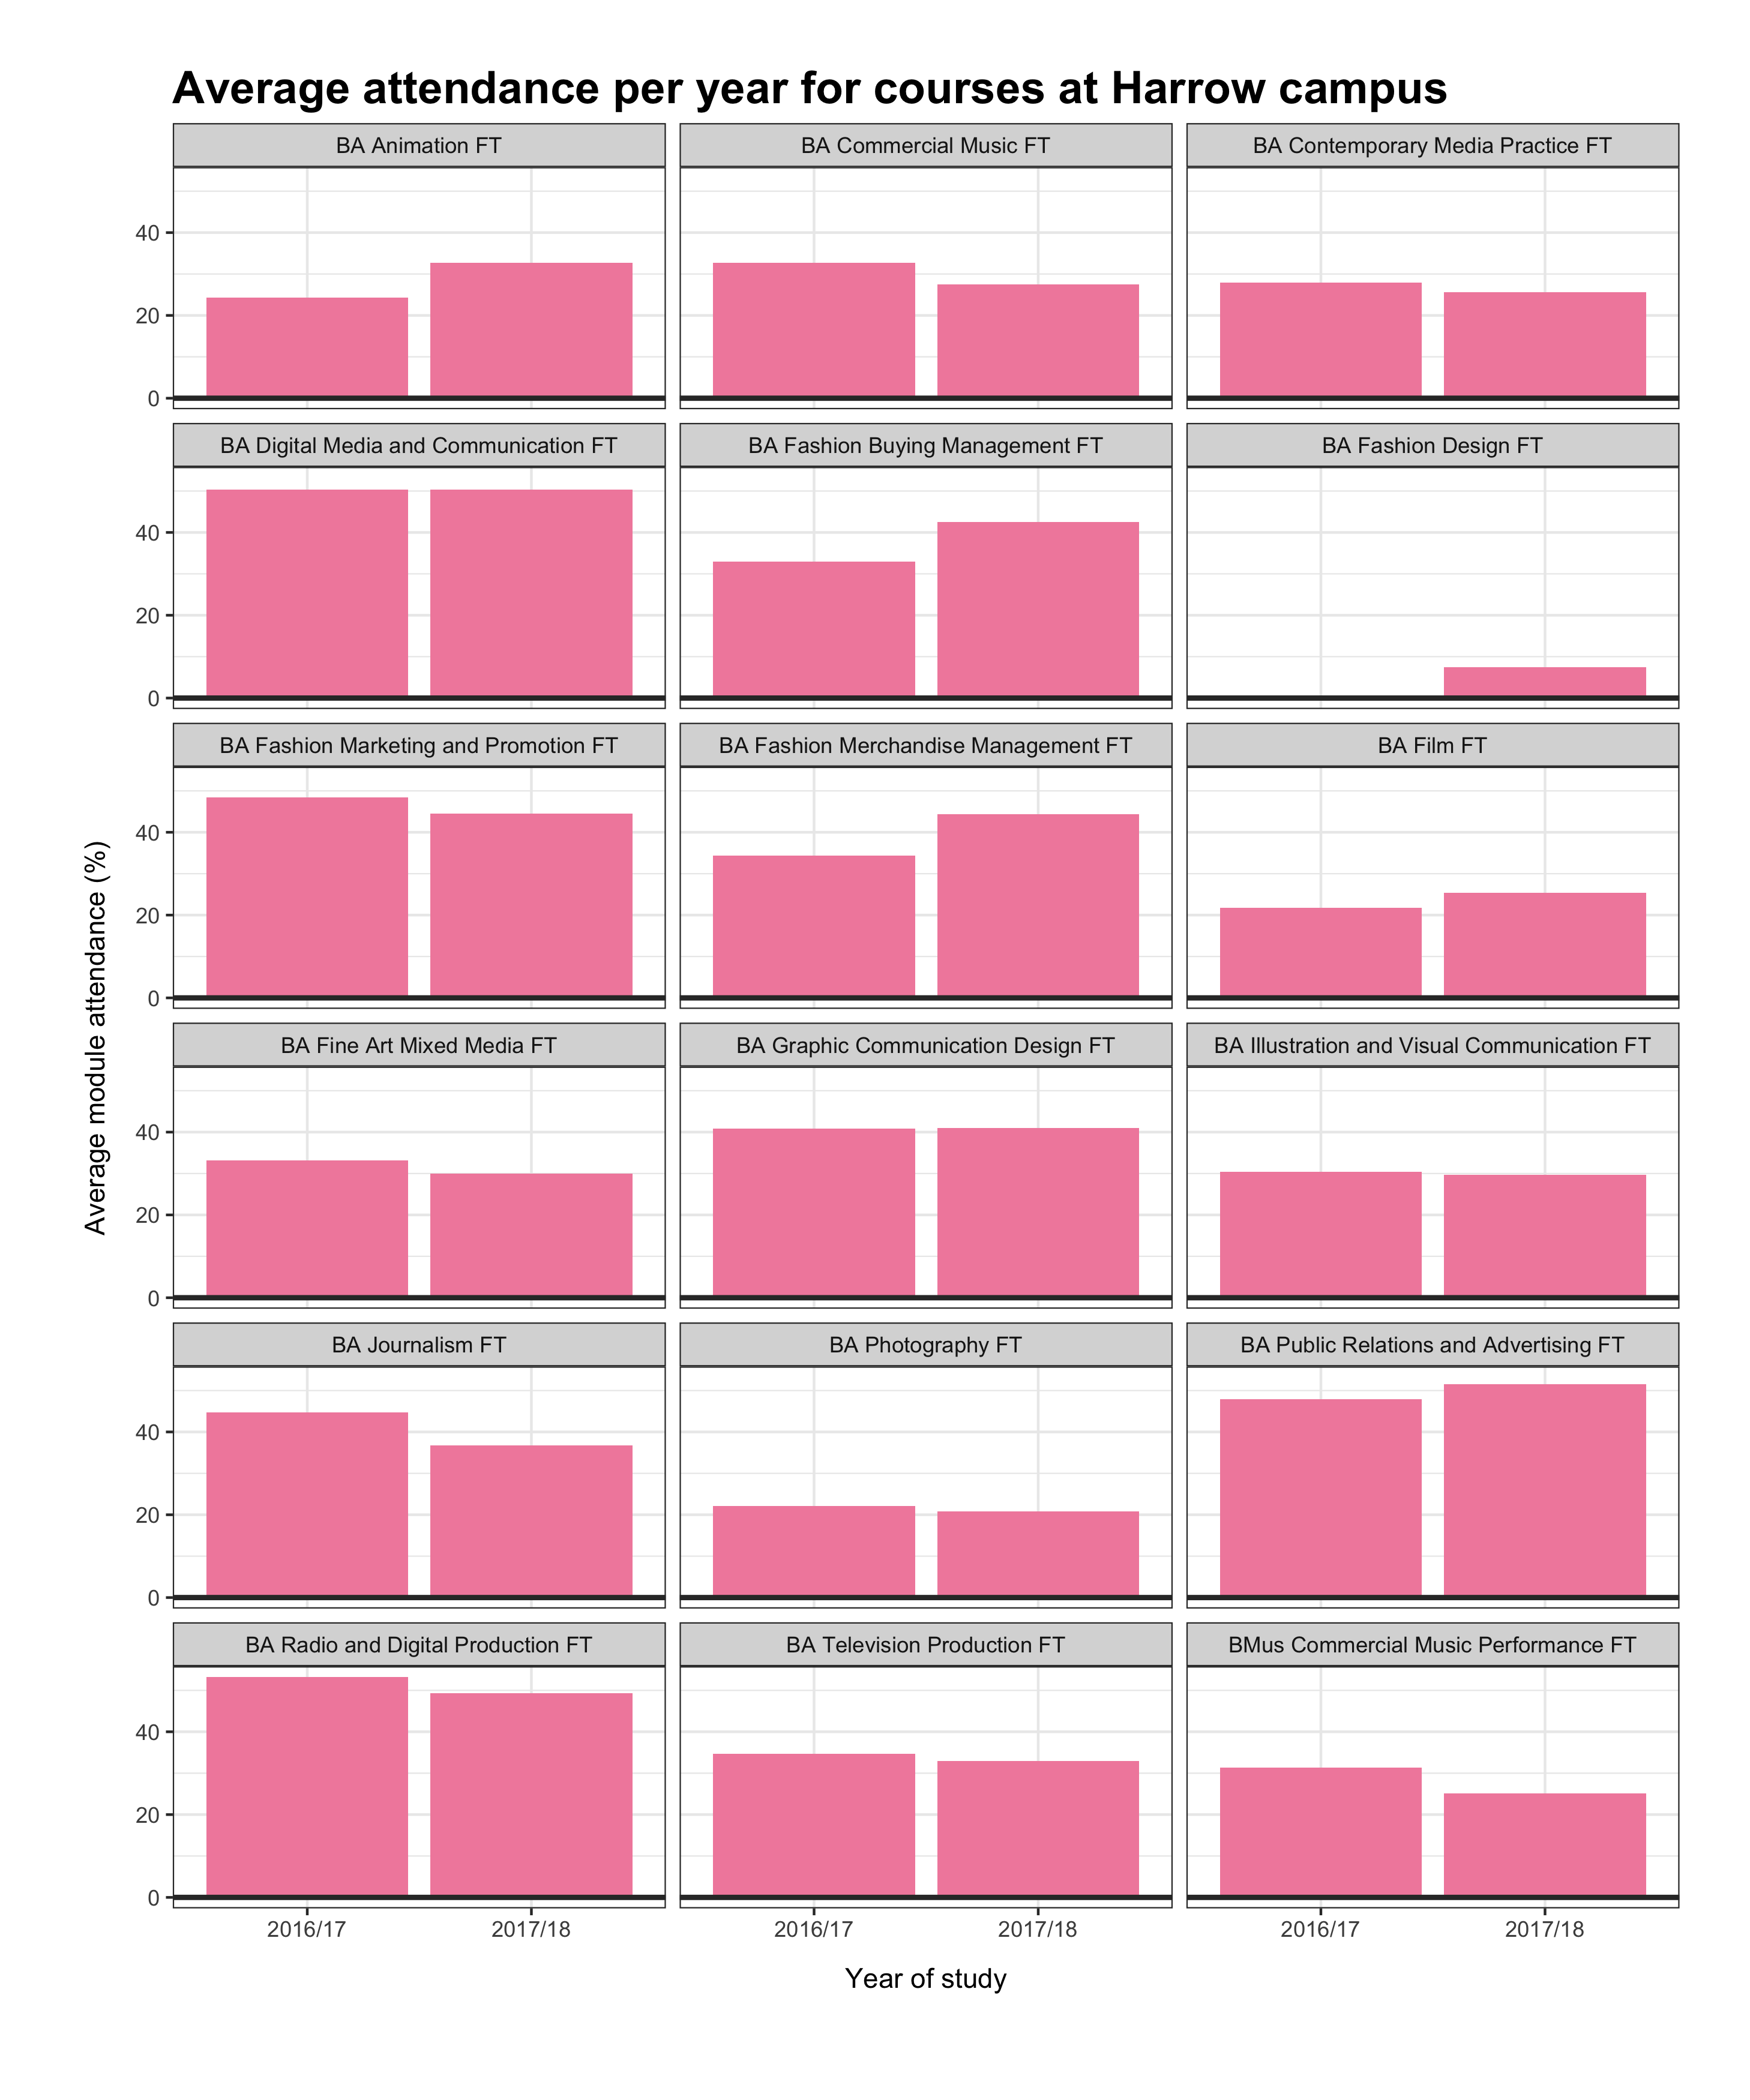 Average attendance per year for courses at Harrow campus
BA Animation FT
BA Commercial Music FT
BA Contemporary Media Practice FT
40
20
0
BA Digital Media and Communication FT
BA Fashion Buying Management FT
BA Fashion Design FT
40
20
0
BA Fashion Marketing and Promotion FT
BA Fashion Merchandise Management FT
BA Film FT
40
20
0
BA Fine Art Mixed Media FT
BA Graphic Communication Design FT
BA Illustration and Visual Communication FT
40
20
0
BA Journalism FT
BA Photography FT
BA Public Relations and Advertising FT
40
20
0
BA Radio and Digital Production FT
BA Television Production FT
BMus Commercial Music Performance FT
40
20
0
2016/17
2017/18
2016/17
2017/18
2016/17
2017/18
Year of study
Average module attendance (%)